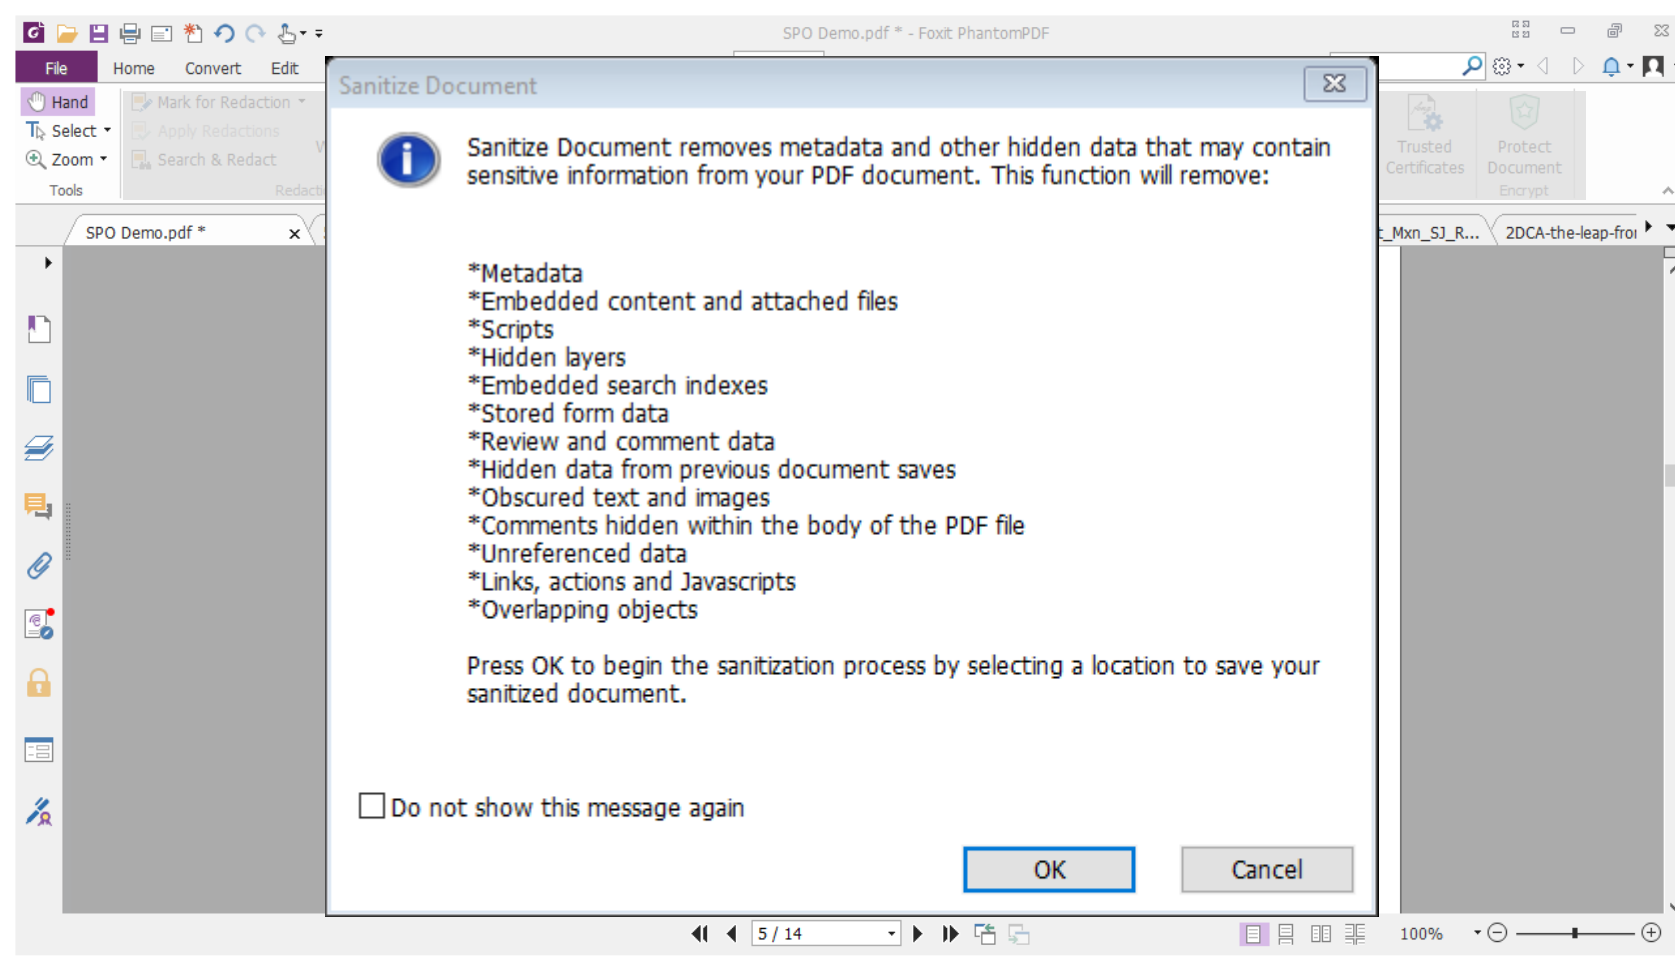 SPO Demo.pdf * - Foxit PhantomPDF
File Home Convert Edit
Hand
Select
Zoom
Tools
Mark for Redaction
Apply Redactions
Search & Redact
Trusted
Certificates
Protect
Document
Encrypt
SPO Demo.pdf *
t_Mxn_SJ_R...
2DCA-the-leap-fro
Sanitize Document
Sanitize Document removes metadata and other hidden data that may contain
sensitive information from your PDF document. This function will remove:
*Metadata
*Embedded content and attached files
*Scripts
*Hidden layers
*Embedded search indexes
*Stored form data
*Review and comment data
*Hidden data from previous document saves
*Obscured text and images
*Comments hidden within the body of the PDF file
*Unreferenced data
*Links, actions and Javascripts
*Overlapping objects
Press OK to begin the sanitization process by selecting a location to save your
sanitized document.
Do not show this message again
OK Cancel
5 / 14
100%